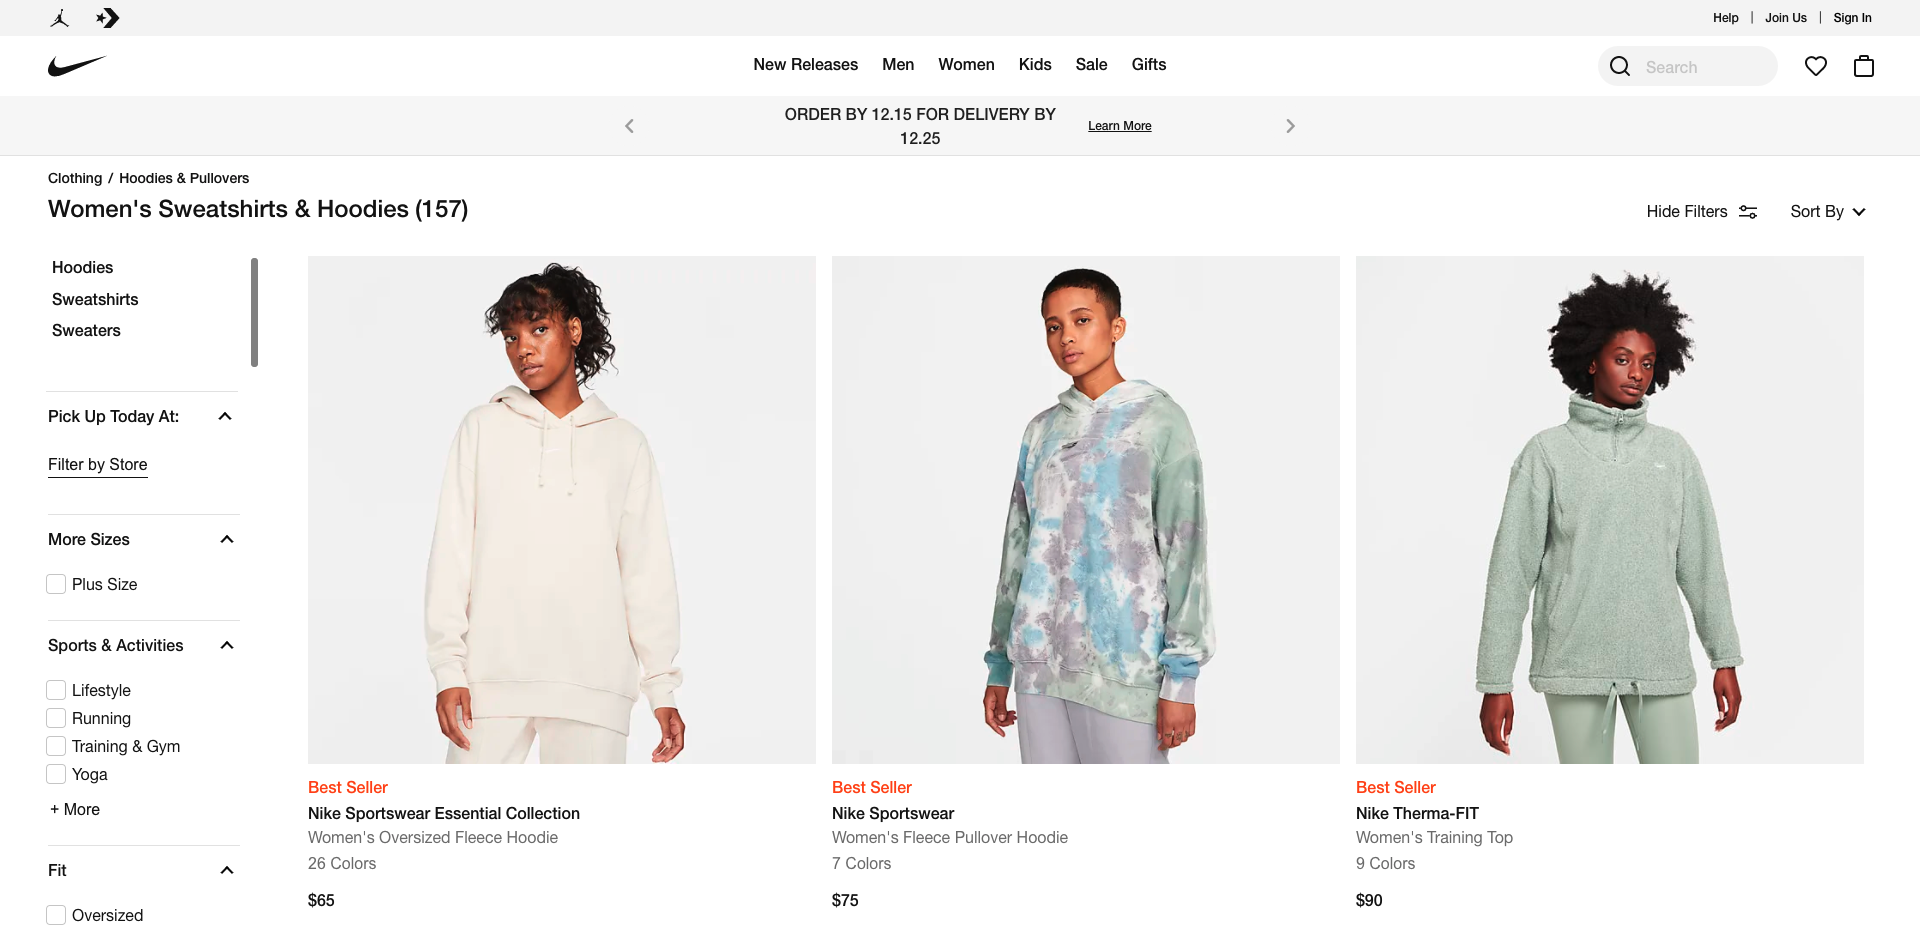 Help | Join Us | Sign In
New Releases Men Women Kids Sale Gifts
Search
ORDER BY 12.15 FOR DELIVERY BY
12.25
Learn More
Clothing / Hoodies & Pullovers
Women's Sweatshirts & Hoodies (157)
Hide Filters
Sort By
Hoodies
Sweatshirts
Sweaters
Pick Up Today At:
Filter by Store
More Sizes
Plus Size
Sports & Activities
Lifestyle
Running
Training & Gym
Yoga
+ More
Fit
Oversized
Best Seller
Nike Sportswear Essential Collection
Women's Oversized Fleece Hoodie
26 Colors
$65
Best Seller
Nike Sportswear
Women's Fleece Pullover Hoodie
7 Colors
$75
Best Seller
Nike Therma-FIT
Women's Training Top
9 Colors
$90